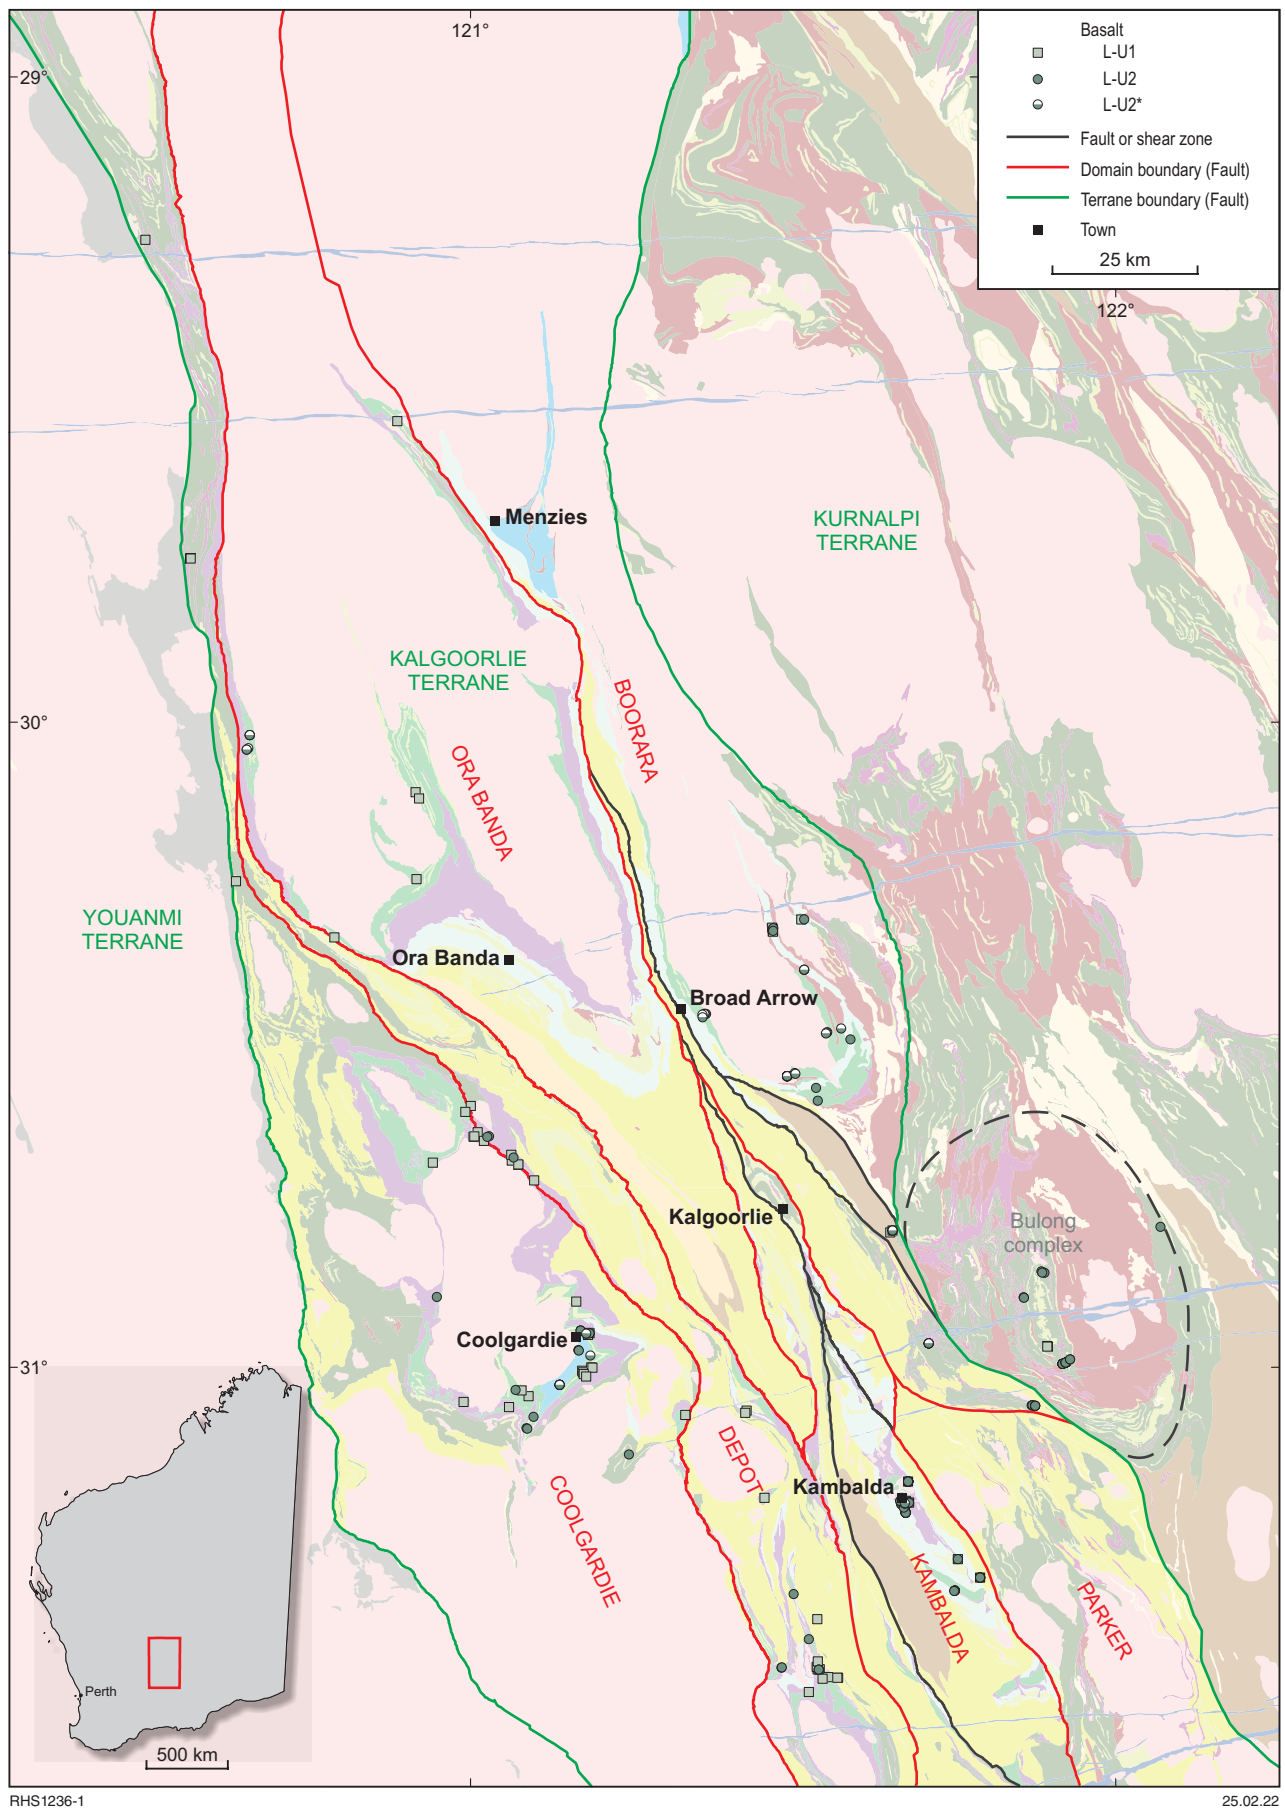 121°
29°
Basalt
L-U1
L-U2
L-U2*
Fault or shear zone
Domain boundary (Fault)
Terrane boundary (Fault)
Town
25 km
122°
Menzies
KURNALPI
TERRANE
KALGOORLIE
TERRANE
BOORARA
30°
ORA BANDA
YOUANMI
TERRANE
Ora Banda
Broad Arrow
Kalgoorlie
Bulong
complex
Coolgardie
31°
DEPOT
Kambalda
COOLGARDIE
KAMBALDA
PARKER
Perth
500 km
RHS1236-1
25.02.22